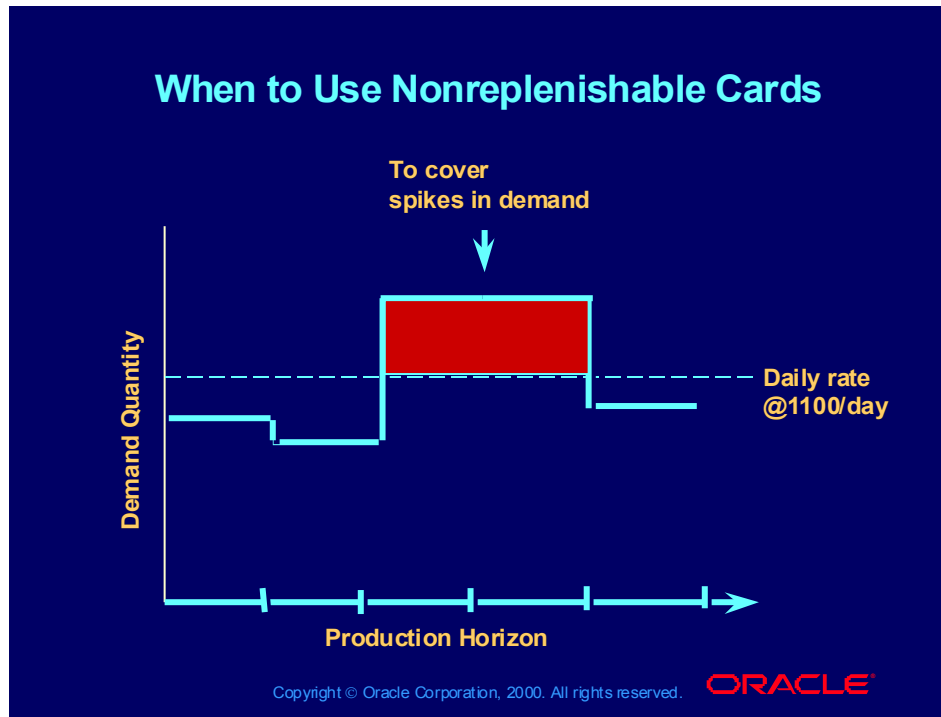 When to Use Nonreplenishable Cards
To cover
spikes in demand
Demand Quantity
Daily rate
@1100/day
Production Horizon
Copyright © Oracle Corporation, 2000. All rights reserved.
ORACLE®